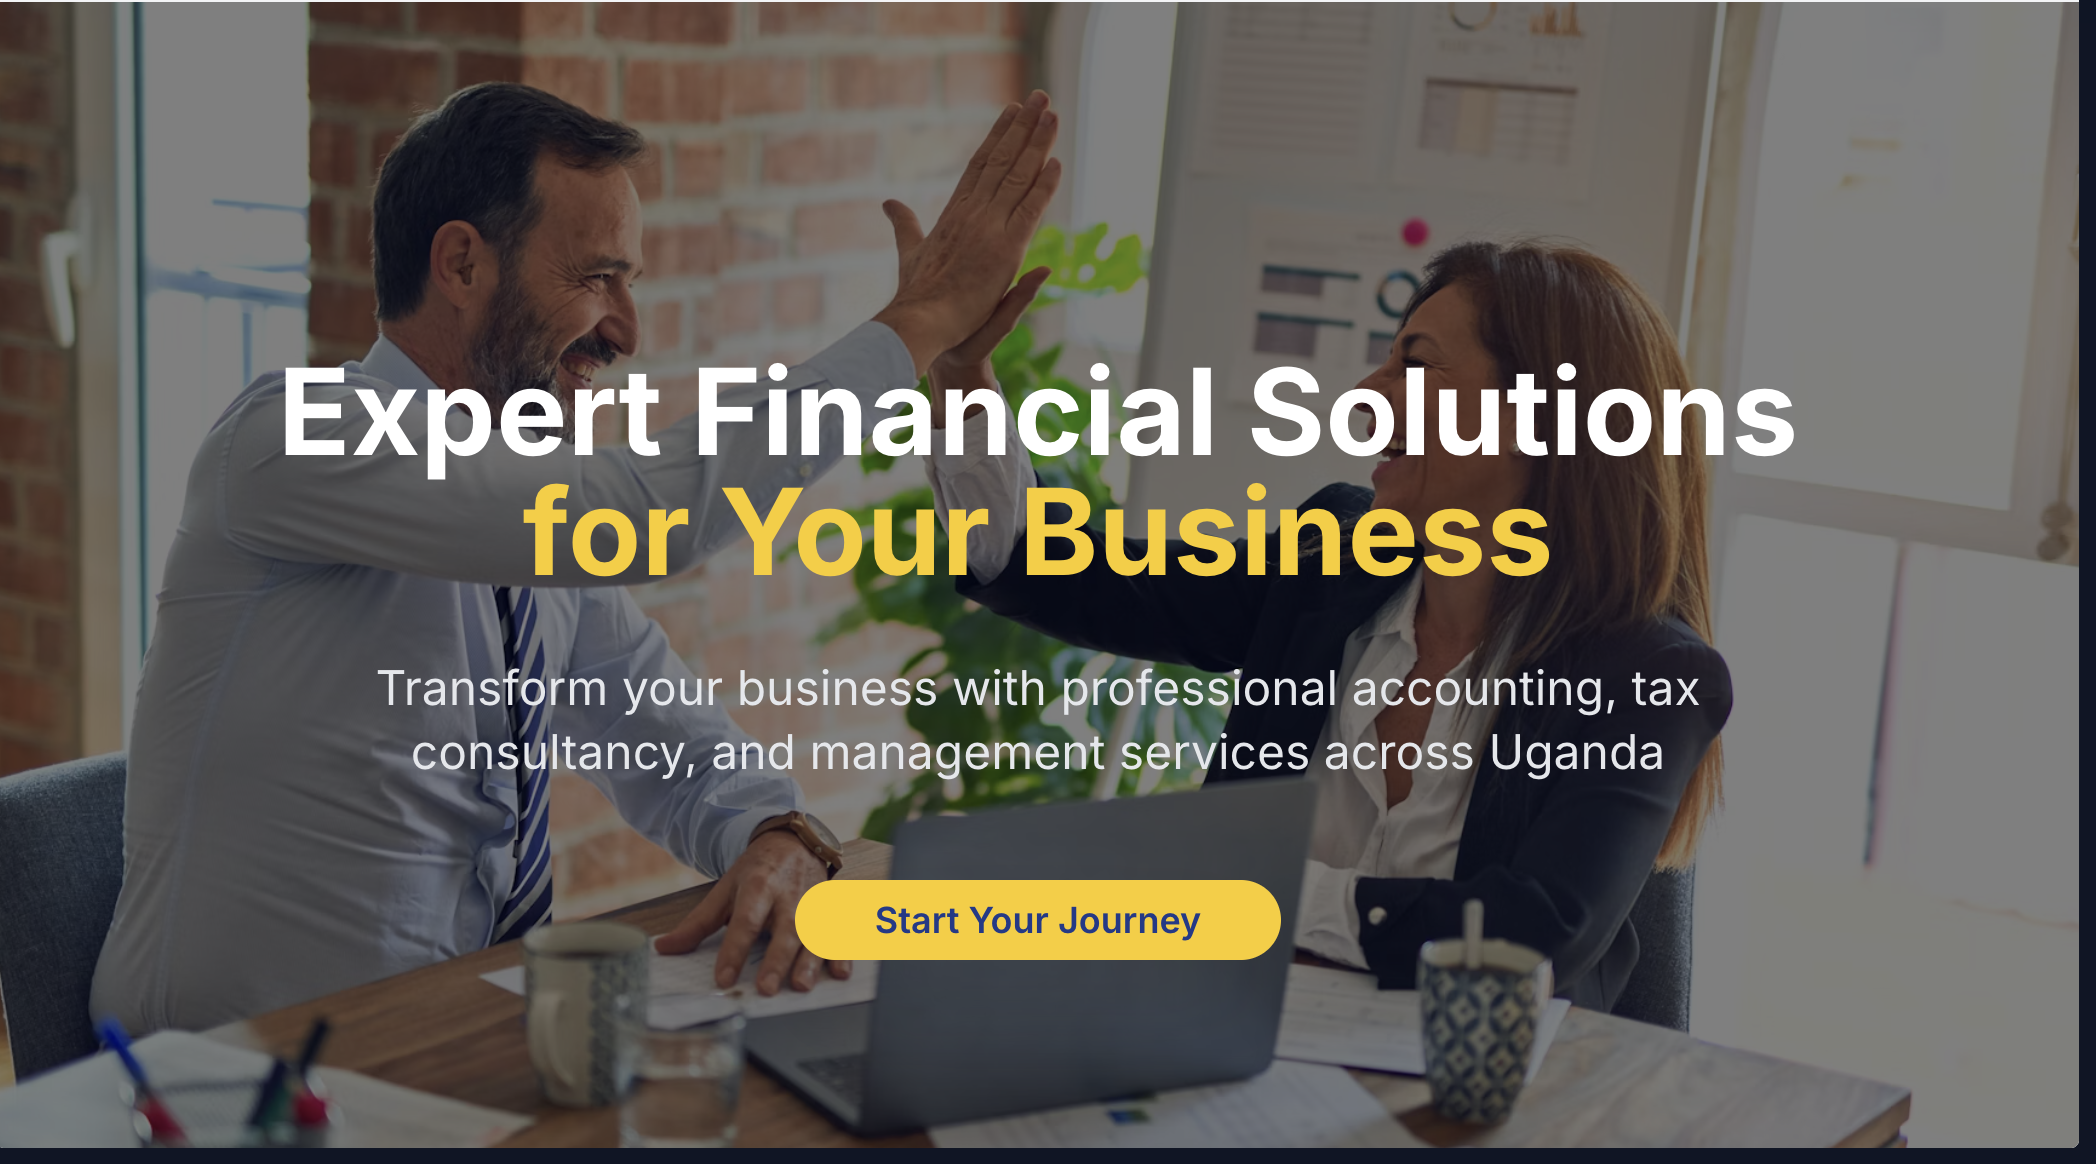 Expert Financial Solutions
for Your Business
Transform your business with professional accounting, tax
consultancy, and management services across Uganda
Start Your Journey